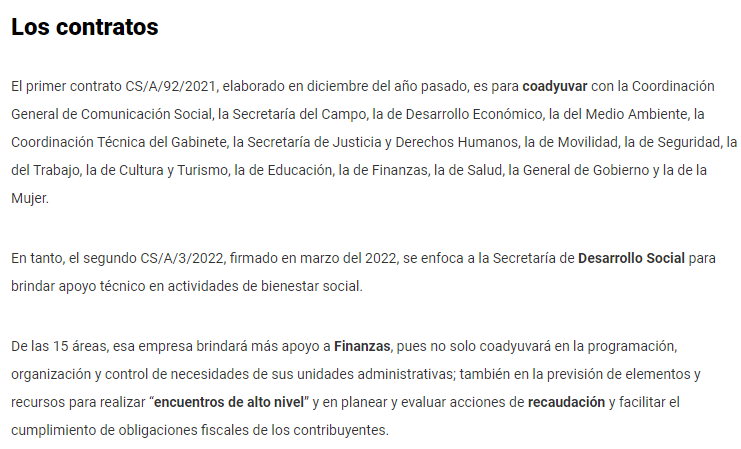 Los contratos
El primer contrato CS/A/92/2021, elaborado en diciembre del año pasado, es para coadyuvar con la Coordinación
General de Comunicación Social, la Secretaría del Campo, la de Desarrollo Económico, la del Medio Ambiente, la
Coordinación Técnica del Gabinete, la Secretaría de Justicia y Derechos Humanos, la de Movilidad, la de Seguridad, la
del Trabajo, la de Cultura y Turismo, la de Educación, la de Finanzas, la de Salud, la General de Gobierno y la de la
Mujer.
En tanto, el segundo CS/A/3/2022, firmado en marzo del 2022, se enfoca a la Secretaría de Desarrollo Social para
brindar apoyo técnico en actividades de bienestar social.
De las 15 áreas, esa empresa brindará más apoyo a Finanzas, pues no solo coadyuvará en la programación,
organización y control de necesidades de sus unidades administrativas; también en la previsión de elementos y
recursos para realizar “encuentros de alto nivel” y en planear y evaluar acciones de recaudación y facilitar el
cumplimiento de obligaciones fiscales de los contribuyentes.